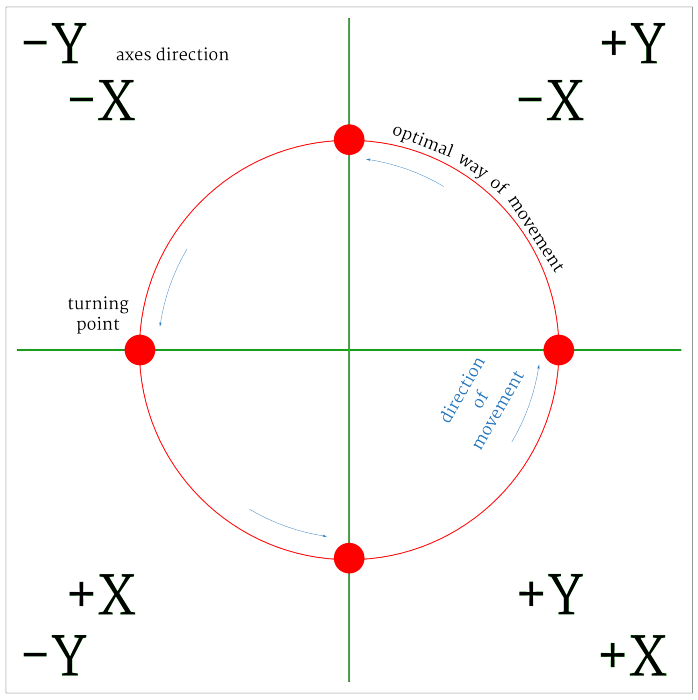 −Y
axes direction
−X
+Y
−X
optimal way of movement
turning
point
direction
of
movement
+X
−Y
+Y
+X